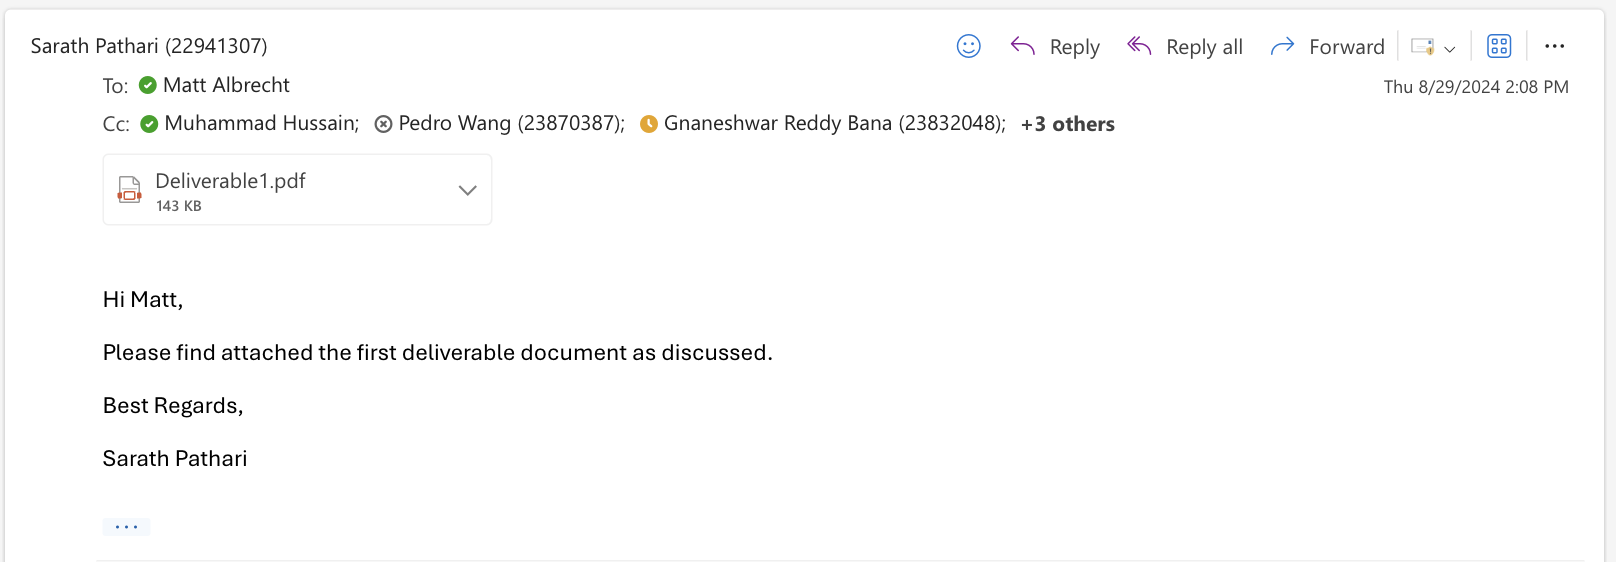 Sarath Pathari (22941307)
Reply
Reply all
Forward
To: Matt Albrecht
Thu 8/29/2024 2:08 PM
Cc: Muhammad Hussain; Pedro Wang (23870387); Gnaneshwar Reddy Bana (23832048); +3 others
Deliverable1.pdf
143 KB
Hi Matt,
Please find attached the first deliverable document as discussed.
Best Regards,
Sarath Pathari